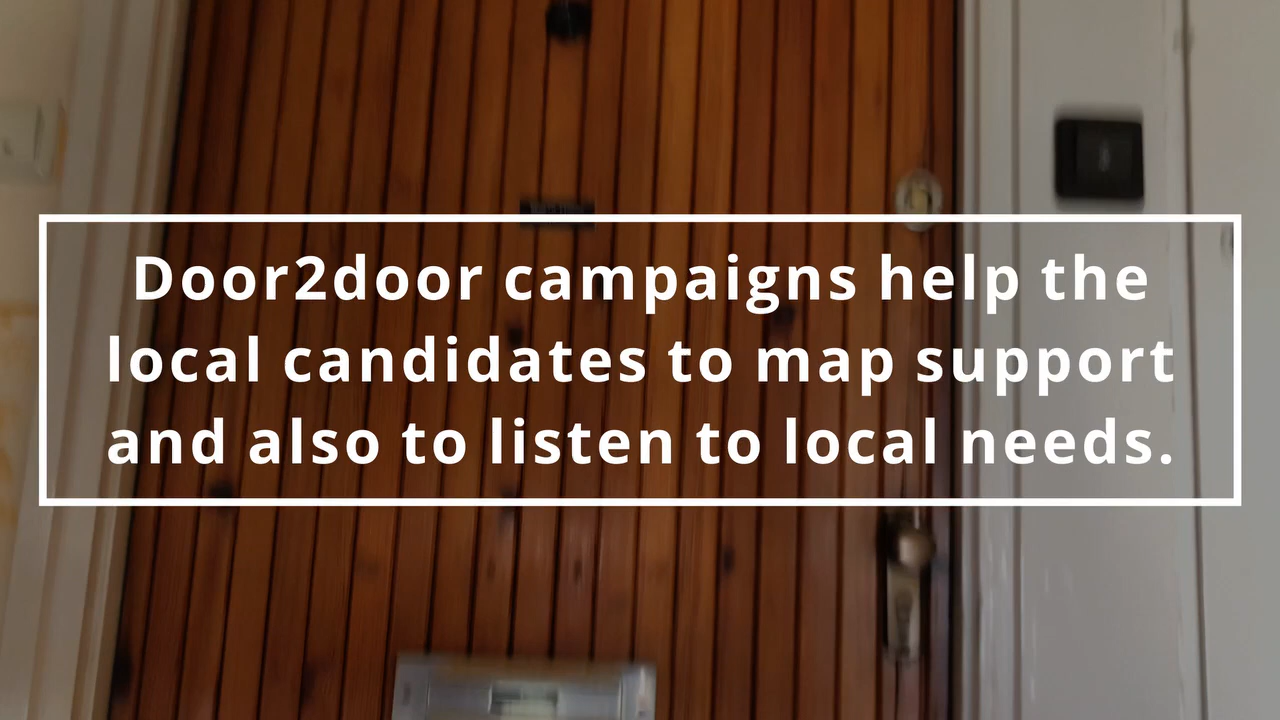 Door2door campaigns help the
local candidates to map support
and also to listen to local needs.